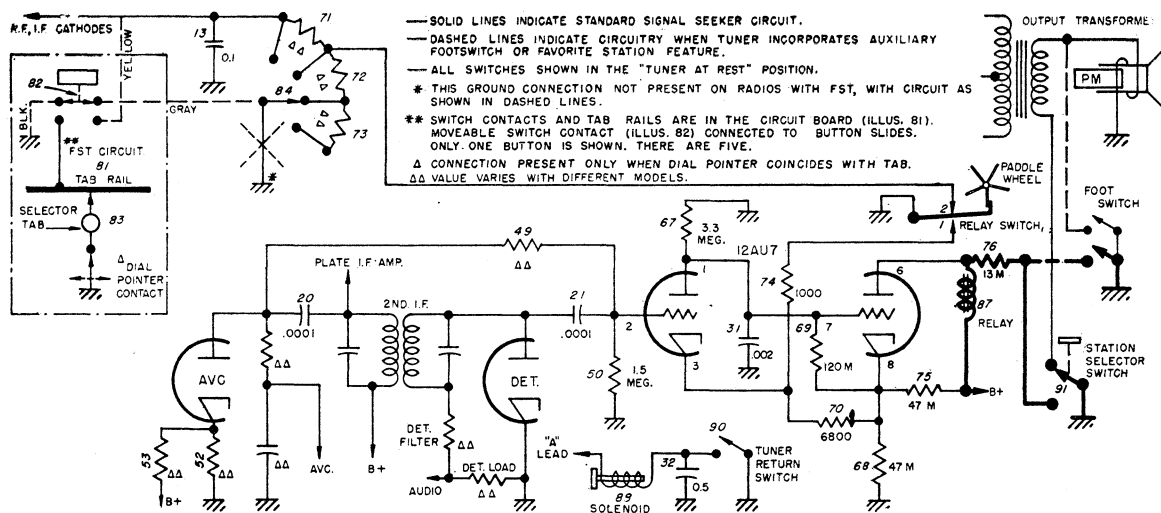 R.F., I.F. CATHODES
13
0.1
71
ΔΔ
72
ΔΔ
84
73
ΔΔ
*
YELLOW
GRAY
BLK.
82
**
FST CIRCUIT
81
TAB RAIL
SELECTOR TAB
83
Δ DIAL POINTER CONTACT
— SOLID LINES INDICATE STANDARD SIGNAL SEEKER CIRCUIT.
— DASHED LINES INDICATE CIRCUITRY WHEN TUNER INCORPORATES AUXILIARY
FOOTSWITCH OR FAVORITE STATION FEATURE.
— ALL SWITCHES SHOWN IN THE "TUNER AT REST" POSITION.
* THIS GROUND CONNECTION NOT PRESENT ON RADIOS WITH FST, WITH CIRCUIT AS
SHOWN IN DASHED LINES.
** SWITCH CONTACTS AND TAB RAILS ARE IN THE CIRCUIT BOARD (ILLUS. 81).
MOVEABLE SWITCH CONTACT (ILLUS. 82) CONNECTED TO BUTTON SLIDES.
ONLY ONE BUTTON IS SHOWN. THERE ARE FIVE.
Δ CONNECTION PRESENT ONLY WHEN DIAL POINTER COINCIDES WITH TAB.
ΔΔ VALUE VARIES WITH DIFFERENT MODELS.
OUTPUT TRANSFORME
PM
PADDLE
WHEEL
2
1
RELAY SWITCH,
FOOT
SWITCH
49
ΔΔ
67
3.3
MEG.
12AU7
74
1000
76
13 M
87
RELAY
PLATE I.F. AMP.
20
.0001
2ND. I.F.
21
.0001
1
2
3
31
.002
69
120 M
6
7
8
AVC
ΔΔ
ΔΔ
DET.
50
1.5
MEG.
75
47 M
B+
STATION
SELECTOR
SWITCH
91
53
ΔΔ
52
ΔΔ
B+
AVC.
B+
DET.
FILTER
ΔΔ
AUDIO
DET. LOAD
ΔΔ
"A"
LEAD
89
SOLENOID
32
0.5
90
TUNER
RETURN
SWITCH
70
6800
68
47 M